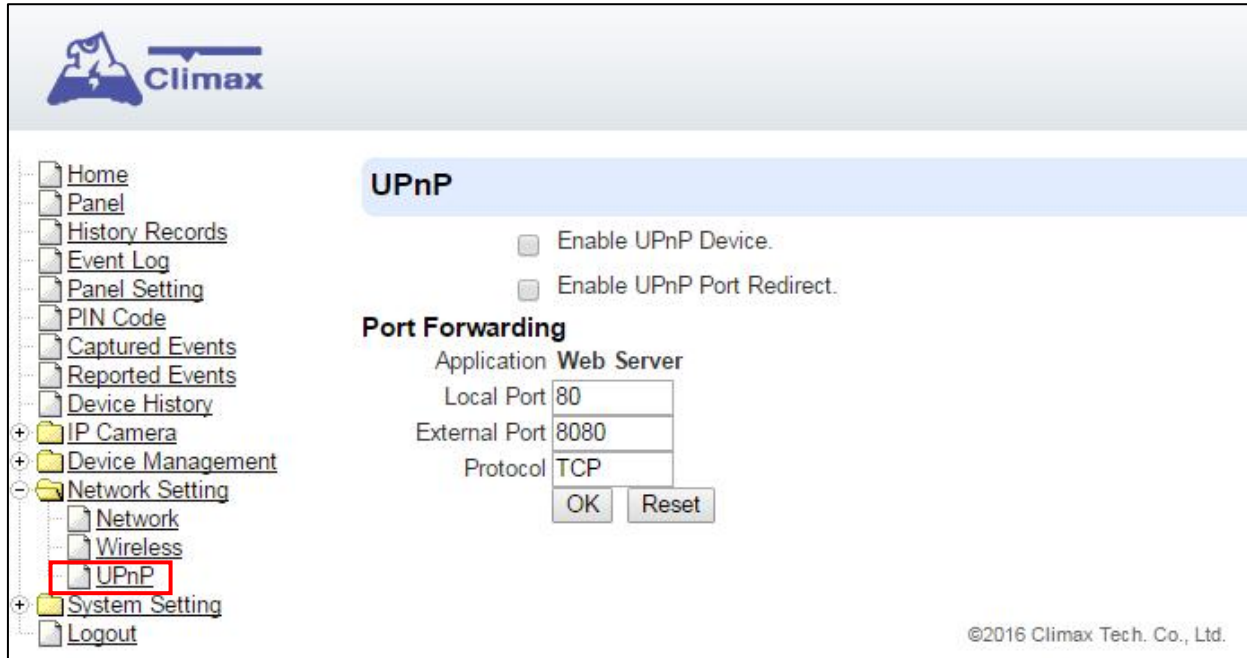 Climax
Home
Panel
History Records
Event Log
Panel Setting
PIN Code
Captured Events
Reported Events
Device History
IP Camera
Device Management
Network Setting
Network
Wireless
UPnP
System Setting
Logout
UPnP
Enable UPnP Device.
Enable UPnP Port Redirect.
Port Forwarding
Application Web Server
Local Port 80
External Port 8080
Protocol TCP
OK Reset
©2016 Climax Tech. Co., Ltd.